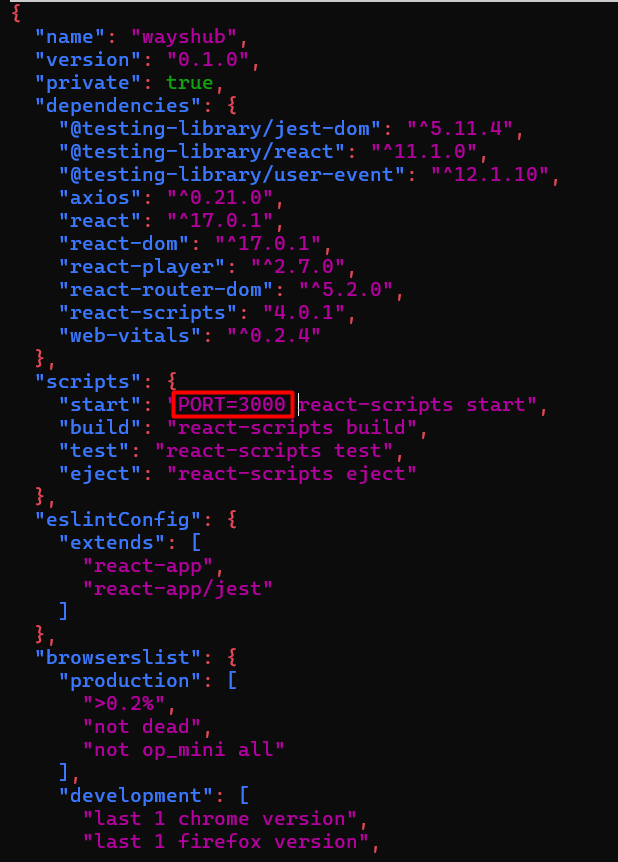 {
  "name": "wayshub",
  "version": "0.1.0",
  "private": true,
  "dependencies": {
    "@testing-library/jest-dom": "^5.11.4",
    "@testing-library/react": "^11.1.0",
    "@testing-library/user-event": "^12.1.10",
    "axios": "^0.21.0",
    "react": "^17.0.1",
    "react-dom": "^17.0.1",
    "react-player": "^2.7.0",
    "react-router-dom": "^5.2.0",
    "react-scripts": "4.0.1",
    "web-vitals": "^0.2.4"
  },
  "scripts": {
    "start": "PORT=3000 react-scripts start",
    "build": "react-scripts build",
    "test": "react-scripts test",
    "eject": "react-scripts eject"
  },
  "eslintConfig": {
    "extends": [
      "react-app",
      "react-app/jest"
    ]
  },
  "browserslist": {
    "production": [
      ">0.2%",
      "not dead",
      "not op_mini all"
    ],
    "development": [
      "last 1 chrome version",
      "last 1 firefox version",